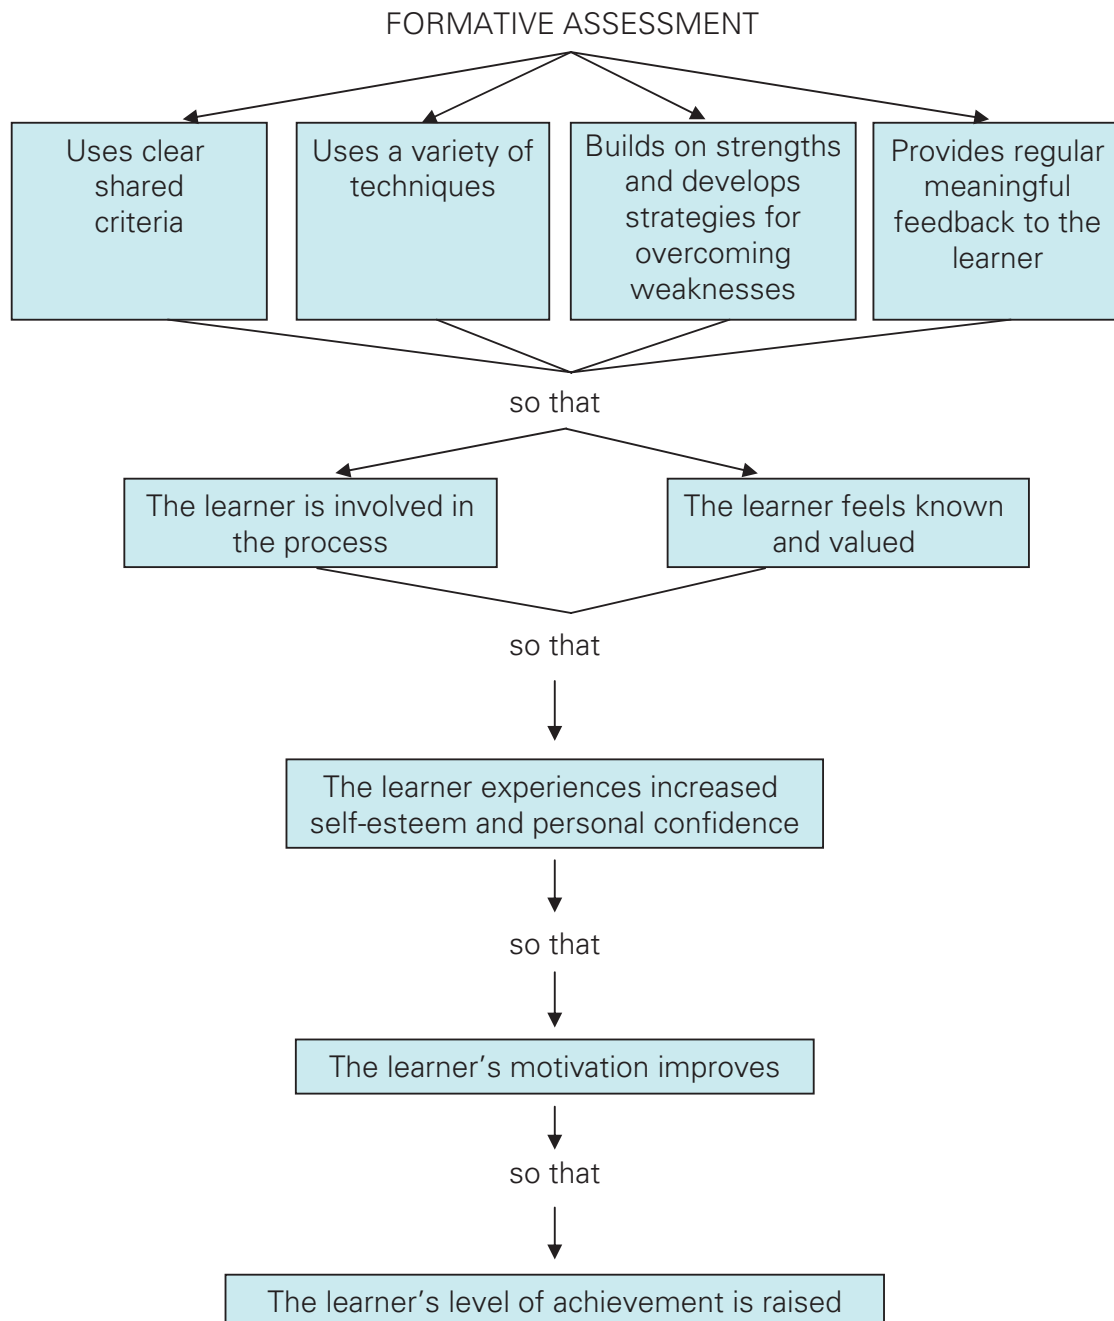 FORMATIVE ASSESSMENT
Uses clear
shared
criteria
Uses a variety of
techniques
Builds on strengths
and develops
strategies for
overcoming
weaknesses
Provides regular
meaningful
feedback to the
learner
so that
The learner is involved in
the process
The learner feels known
and valued
so that
The learner experiences increased
self-esteem and personal confidence
so that
The learner’s motivation improves
so that
The learner’s level of achievement is raised